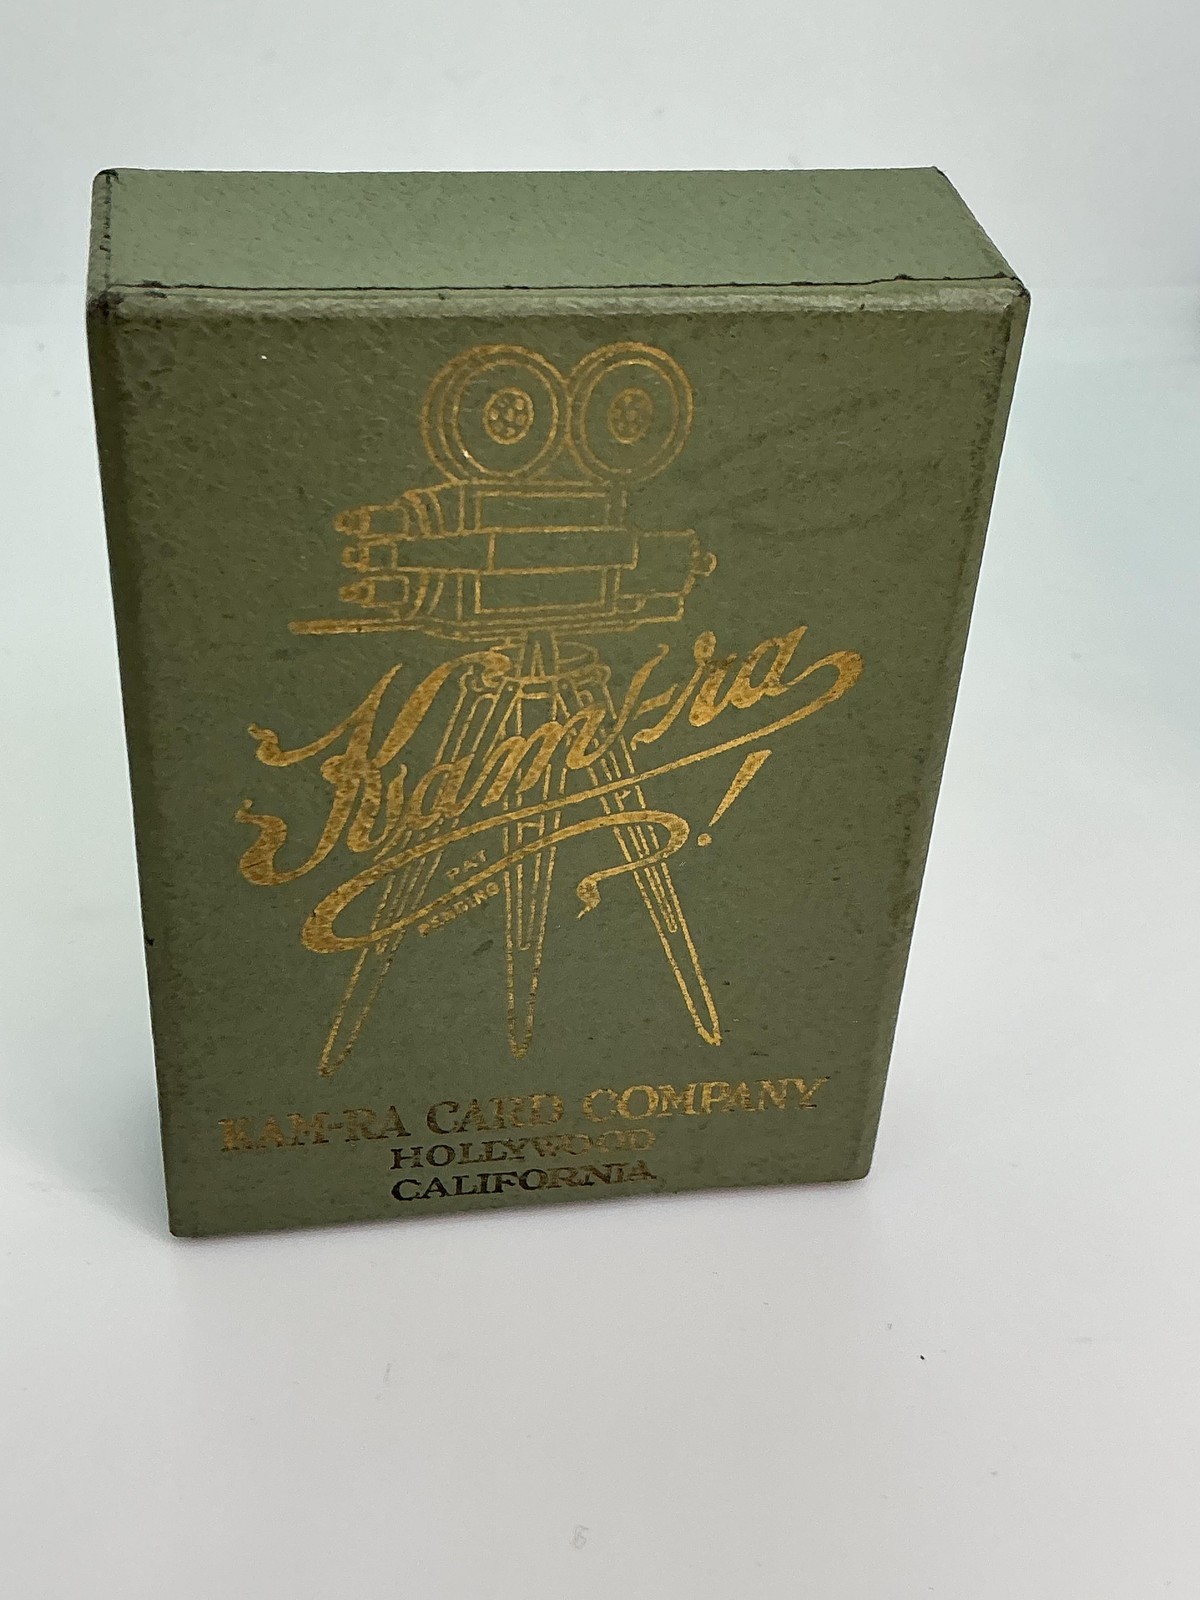 Kam-ra!
PAT
PENDING
KAM-RA CARD COMPANY
HOLLYWOOD
CALIFORNIA